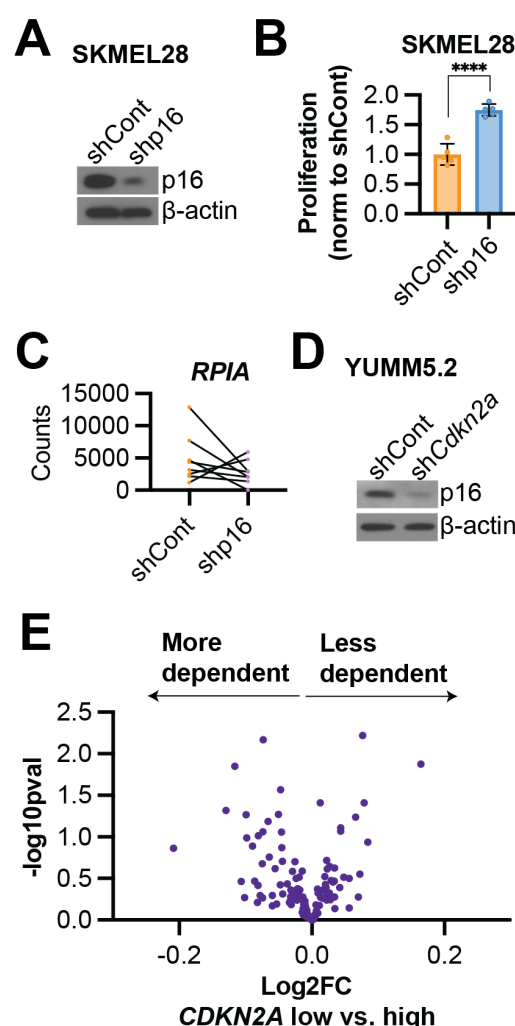 A
SKMEL28
shCont
shp16
p16
β-actin
B
SKMEL28
****
Proliferation
(norm to shCont)
2.0
1.5
1.0
0.5
0.0
shCont
shp16
C
RPIA
Counts
15000
10000
5000
0
shCont
shp16
D
YUMM5.2
shCont
shCdkn2a
p16
β-actin
E
More
dependent
Less
dependent
-log10pval
2.5
2.0
1.5
1.0
0.5
0.0
-0.2
0.0
0.2
Log2FC
CDKN2A low vs. high